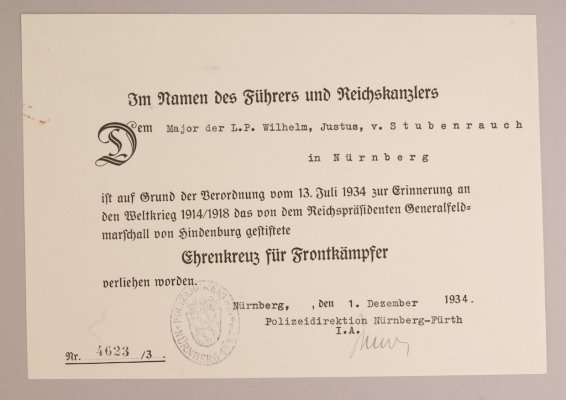 Im Namen des Führers und Reichskanzlers
Dem Major der L.P. Wilhelm, Justus, v. Stubenrauch
in Nürnberg
ist auf Grund der Verordnung vom 13. Juli 1934 zur Erinnerung an
den Weltkrieg 1914/1918 das von dem Reichspräsidenten Generalfeld-
marschall von Hindenburg gestiftete
Ehrenkreuz für Frontkämpfer
verliehen worden.
Nürnberg, , den 1. Dezember 1934.
Polizeidirektion Nürnberg-Fürth
I.A.
Nr. 4623 /3 .